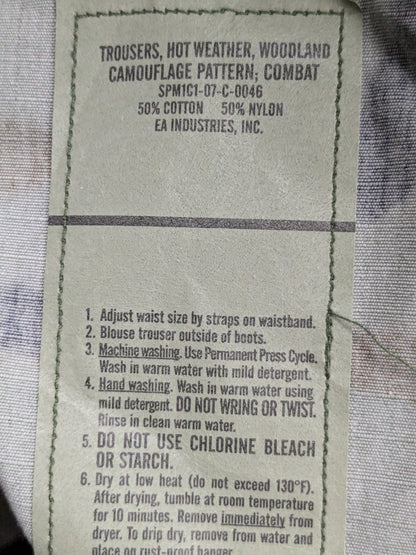 TROUSERS, HOT WEATHER, WOODLAND
CAMOUFLAGE PATTERN; COMBAT
SPM1C1-07-C-0046
50% COTTON 50% NYLON
EA INDUSTRIES, INC.
1. Adjust waist size by straps on waistband.
2. Blouse trouser outside of boots.
3. Machine washing. Use Permanent Press Cycle.
Wash in warm water with mild detergent.
4. Hand washing. Wash in warm water using
mild detergent. DO NOT WRING OR TWIST.
Rinse in clean warm water.
5. DO NOT USE CHLORINE BLEACH
OR STARCH.
6. Dry at low heat (do not exceed 130°F).
After drying, tumble at room temperature
for 10 minutes. Remove immediately from
dryer. To drip dry, remove from water and
place on rust-proof hanger.